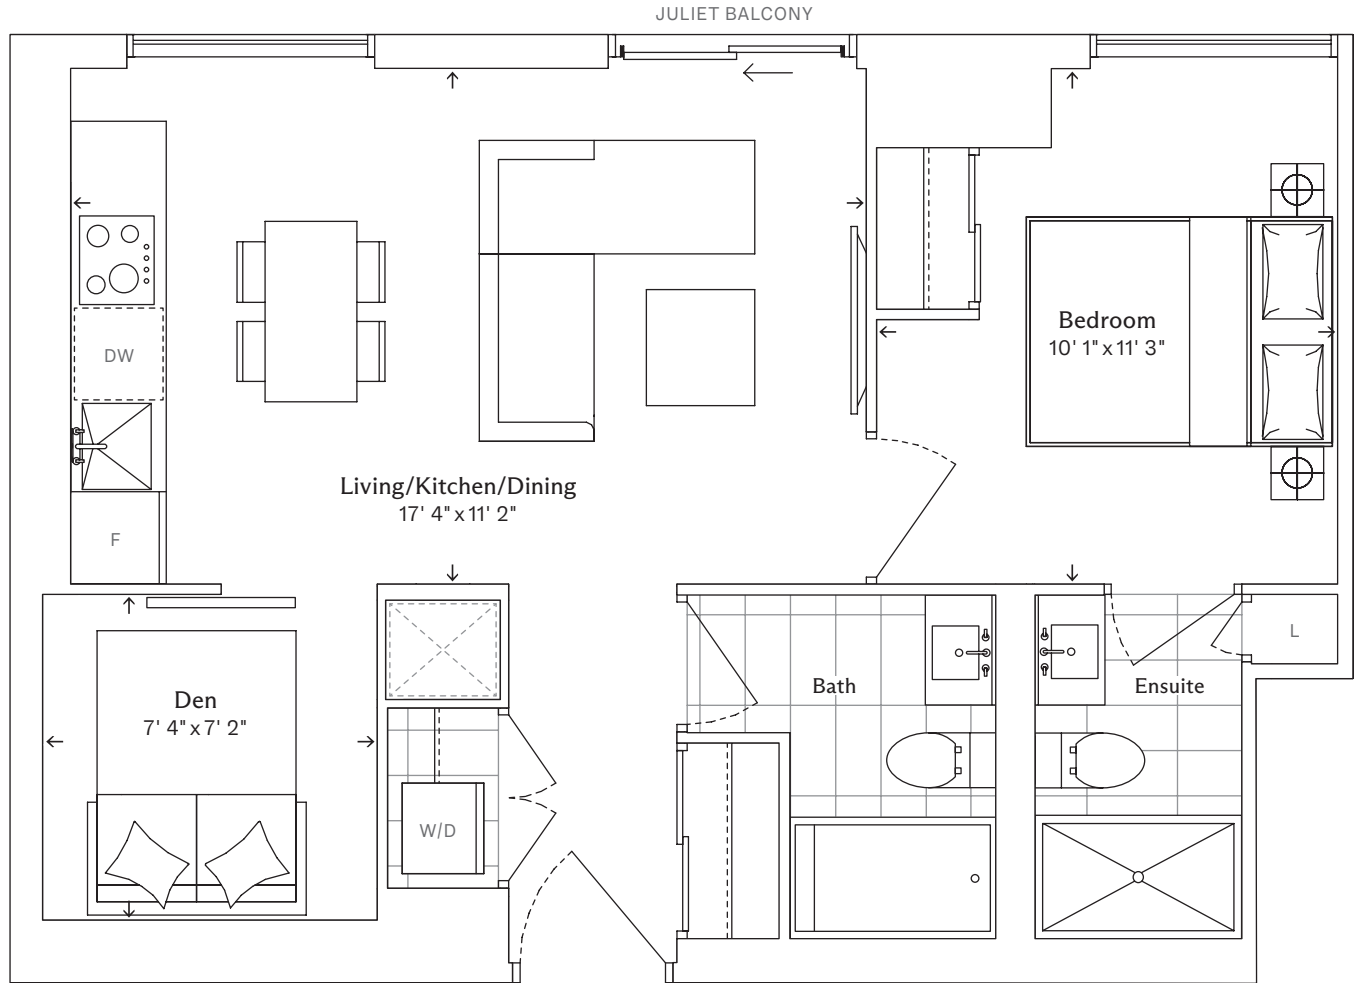 JULIET BALCONY
DW
Bedroom
10' 1" x 11' 3"
Living/Kitchen/Dining
17' 4" x 11' 2"
F
L
Den
7' 4" x 7' 2"
Bath
Ensuite
W/D